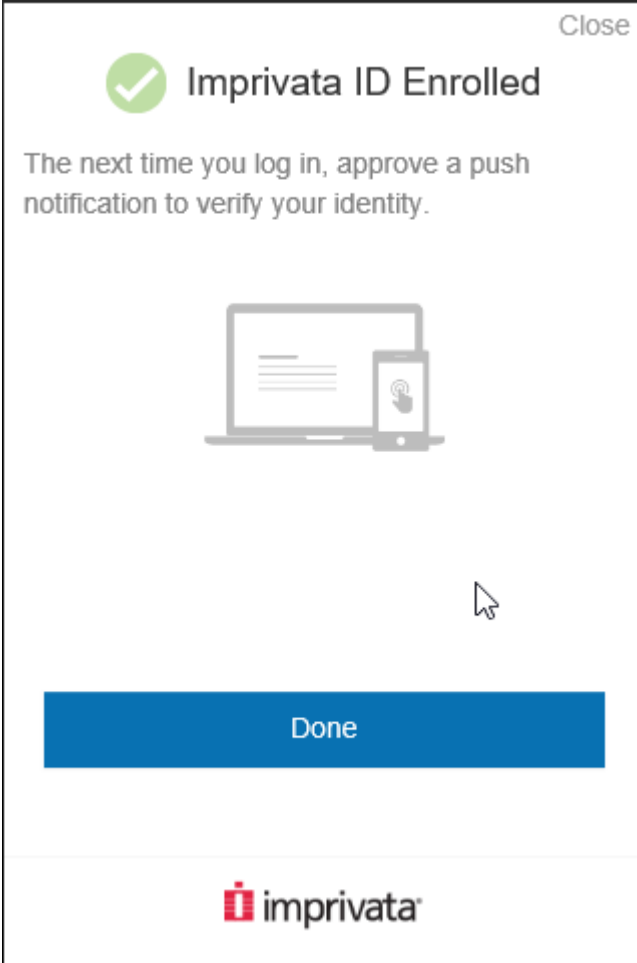 Close
Imprivata ID Enrolled
The next time you log in, approve a push
notification to verify your identity.
Done
imprivata